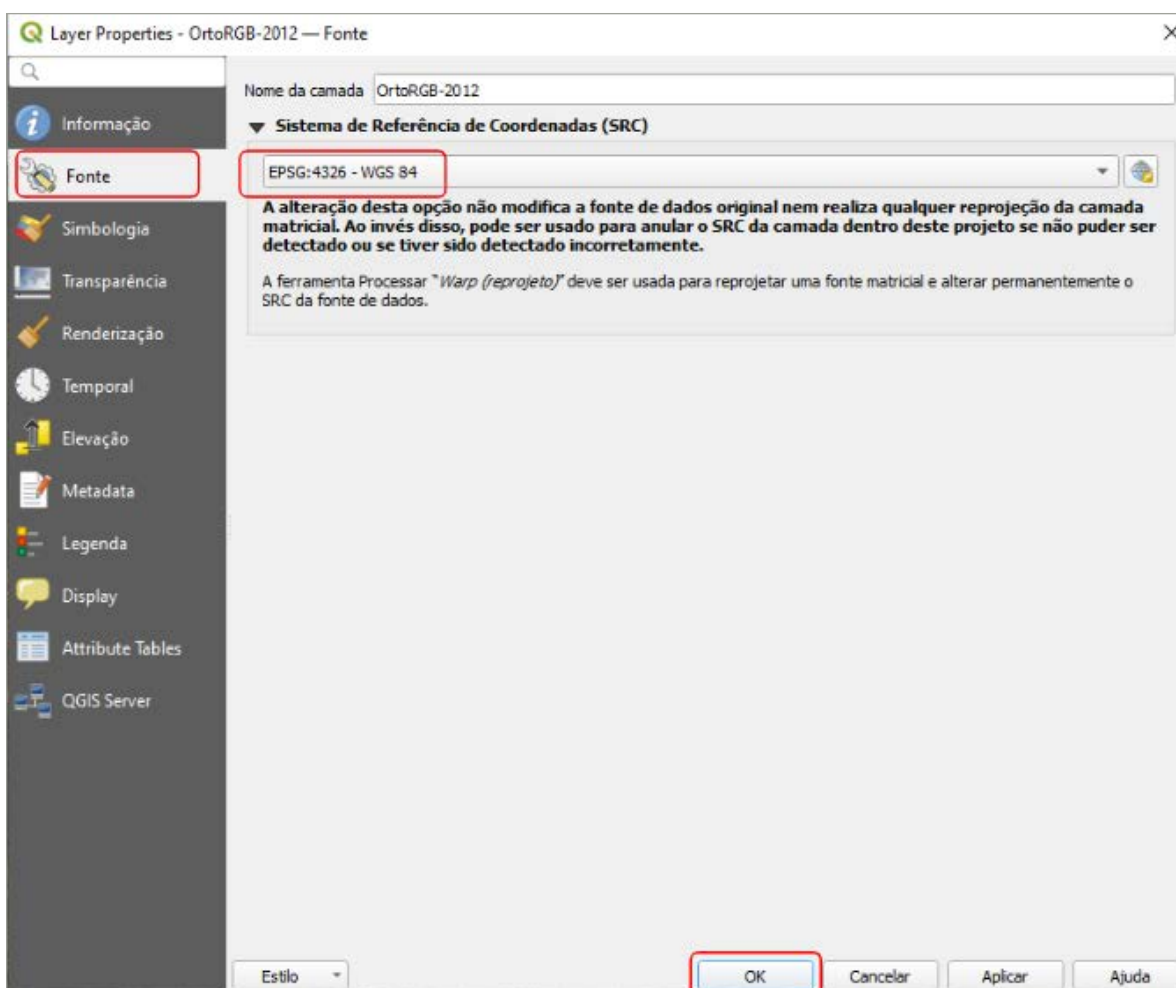 Layer Properties - OrtoRGB-2012 — Fonte
Informação
Fonte
Simbologia
Transparência
Renderização
Temporal
Elevação
Metadata
Legenda
Display
Attribute Tables
QGIS Server
Nome da camada OrtoRGB-2012
Sistema de Referência de Coordenadas (SRC)
EPSG:4326 - WGS 84
A alteração desta opção não modifica a fonte de dados original nem realiza qualquer reprojeção da camada
matricial. Ao invés disso, pode ser usado para anular o SRC da camada dentro deste projeto se não puder ser
detectado ou se tiver sido detectado incorretamente.
A ferramenta Processar "Warp (reprojeto)" deve ser usada para reprojetar uma fonte matricial e alterar permanentemente o
SRC da fonte de dados.
Estilo
OK
Cancelar
Aplicar
Ajuda